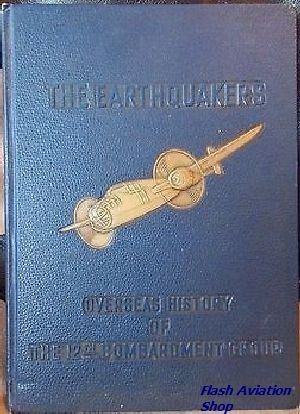 THE EARTHQUAKERS
OVERSEAS HISTORY
OF
THE 12TH BOMBARDMENT GROUP
Flash Aviation
Shop